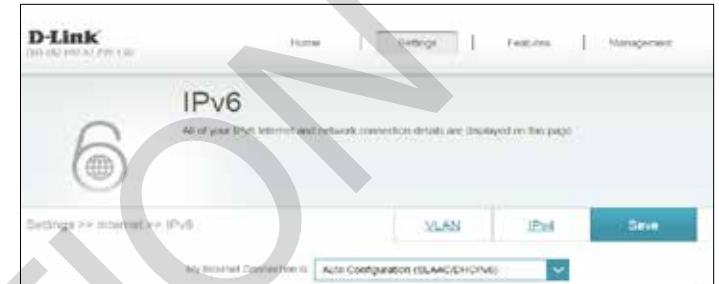 D-Link
Home
Settings
Features
Management
IPv6
All of your IPv6 Internet and network connection details are displayed on this page.
Settings >> Internet >> IPv6
VLAN
IPv4
Save
My Internet Connection is
Auto Configuration (SLAAC/DHCPv6)
TION